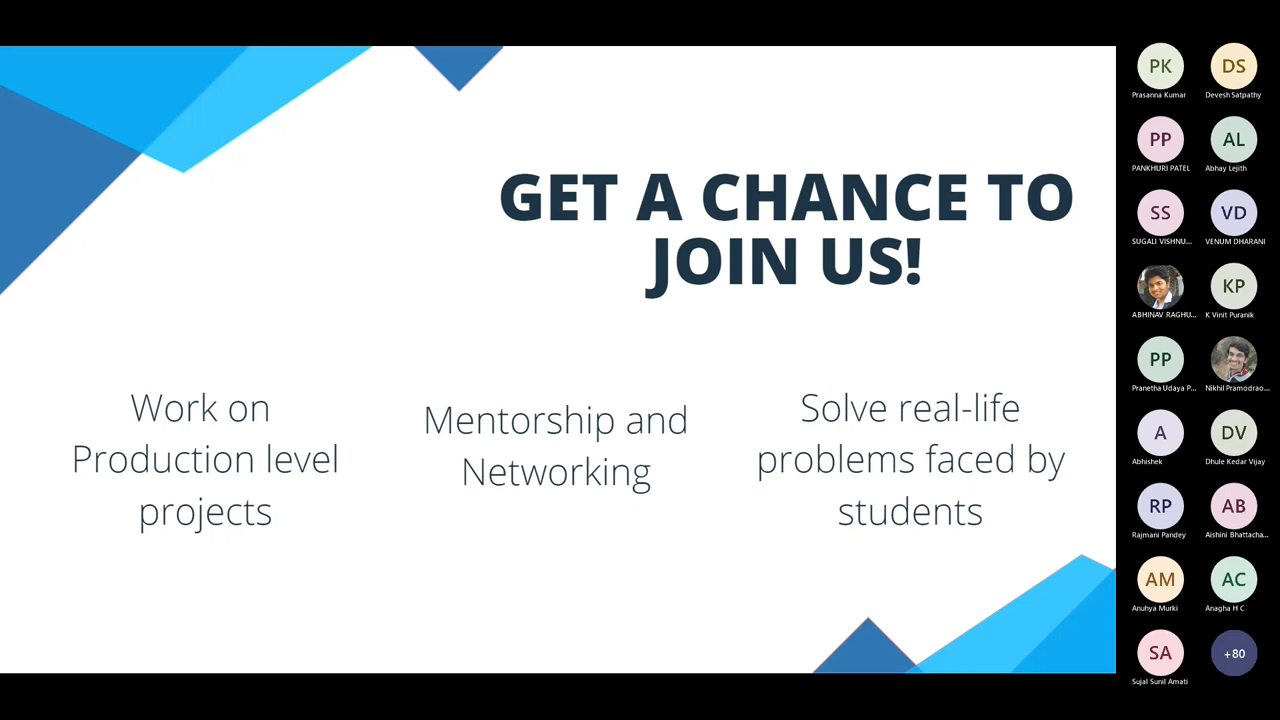 GET A CHANCE TO
JOIN US!
Work on
Production level
projects
Mentorship and
Networking
Solve real-life
problems faced by
students
PK
Prasanna Kumar
DS
Devesh Satpathy
PP
PANKHURI PATEL
AL
Abhay Lejith
SS
SUGALI VISHNU...
VD
VENUM DHARANI
ABHINAV RAGHU...
KP
K Vinit Puranik
PP
Pranetha Udaya P...
Nikhil Pramodrao...
A
Abhishek
DV
Dhule Kedar Vijay
RP
Rajmani Pandey
AB
Aishini Bhattacha...
AM
Anuhya Murki
AC
Anagha H C
SA
Sujal Sunil Amati
+80